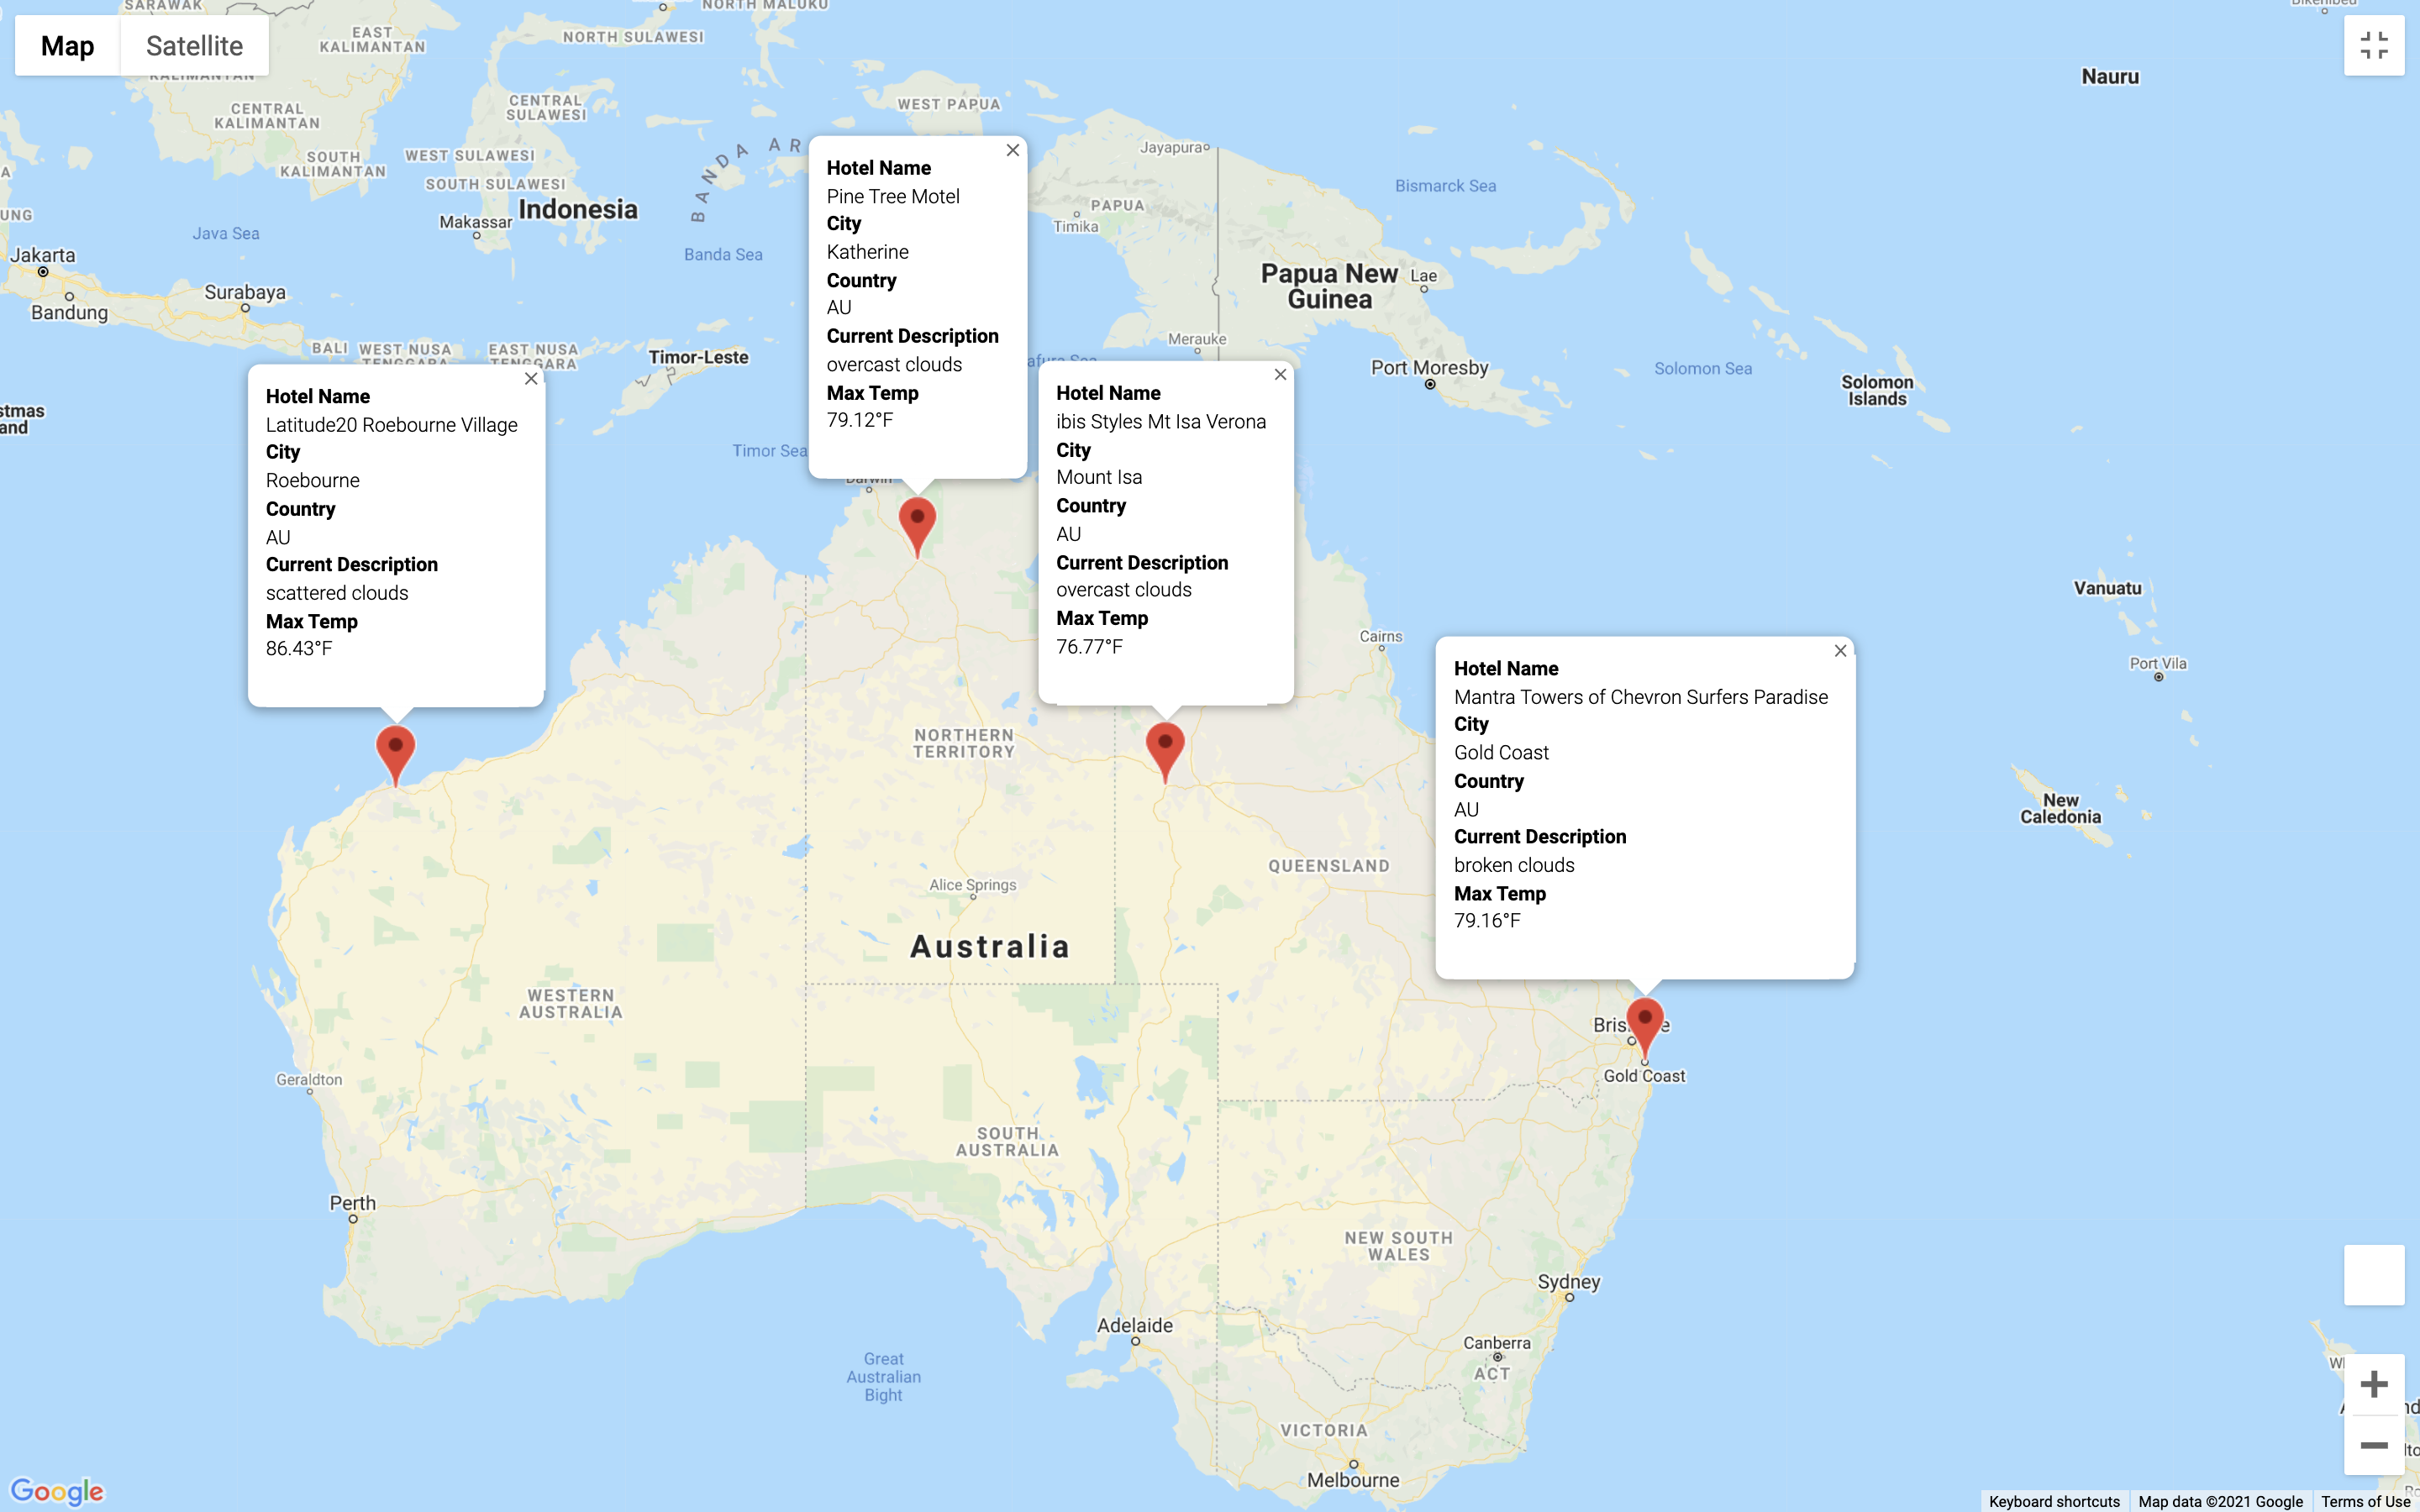 SARAWAK
NORTH MALUKU
Map
Satellite
EAST
KALIMANTAN
NORTH SULAWESI
KALIMANTAN
Nauru
CENTRAL
KALIMANTAN
CENTRAL
SULAWESI
WEST PAPUA
BANDA AR
Jayapura
SOUTH
KALIMANTAN
WEST SULAWESI
SOUTH SULAWESI
Bismarck Sea
PAPUA
Timika
Makassar
Indonesia
UNG
Java Sea
Banda Sea
Jakarta
Bandung
Surabaya
Papua New
Guinea
Lae
Merauke
BALI
WEST NUSA
TENGGARA
EAST NUSA
TENGGARA
Timor-Leste
afura Sea
Port Moresby
Solomon Sea
Solomon
Islands
stmas
and
Timor Sea
Darwin
Hotel Name
Pine Tree Motel
City
Katherine
Country
AU
Current Description
overcast clouds
Max Temp
79.12°F
Hotel Name
Latitude20 Roebourne Village
City
Roebourne
Country
AU
Current Description
scattered clouds
Max Temp
86.43°F
Hotel Name
ibis Styles Mt Isa Verona
City
Mount Isa
Country
AU
Current Description
overcast clouds
Max Temp
76.77°F
Hotel Name
Mantra Towers of Chevron Surfers Paradise
City
Gold Coast
Country
AU
Current Description
broken clouds
Max Temp
79.16°F
Vanuatu
Cairns
Port Vila
NORTHERN
TERRITORY
New
Caledonia
QUEENSLAND
Alice Springs
Australia
WESTERN
AUSTRALIA
Gold Coast
Geraldton
SOUTH
AUSTRALIA
Perth
NEW SOUTH
WALES
Sydney
Adelaide
Canberra
ACT
Great
Australian
Bight
VICTORIA
Melbourne
Google
Keyboard shortcuts
Map data ©2021 Google
Terms of Use